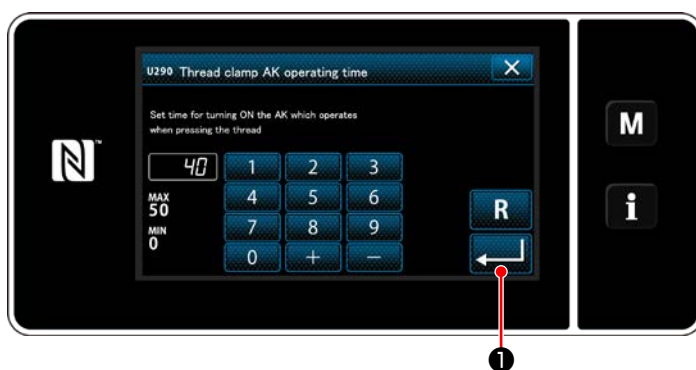 U290 Thread clamp AK operating time
Set time for turning ON the AK which operates
when pressing the thread
40
MAX
50
MIN
0
1 2 3
4 5 6
7 8 9
0 + −
R
M
i
N
❶